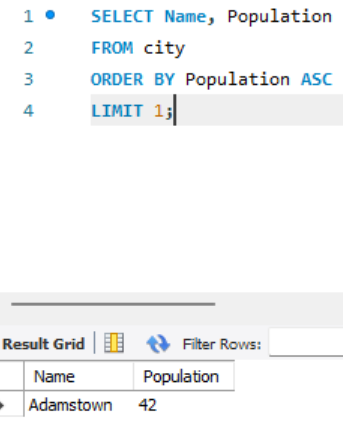 1 SELECT Name, Population
2 FROM city
3 ORDER BY Population ASC
4 LIMIT 1;
Result Grid Filter Rows:
Name Population
Adamstown 42